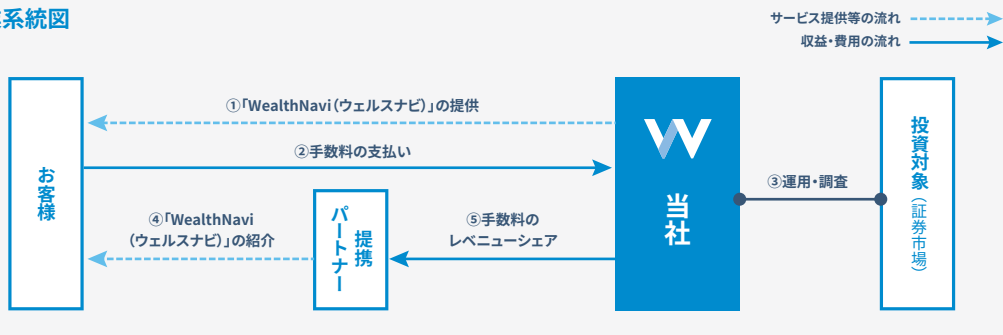 系統図
サービス提供等の流れ
収益・費用の流れ
①「WealthNavi（ウェルスナビ）」の提供
②手数料の支払い
③運用・調査
④「WealthNavi
（ウェルスナビ）」の紹介
⑤手数料の
レベニューシェア
お客様
提携
パートナー
当社
投資対象（証券市場）